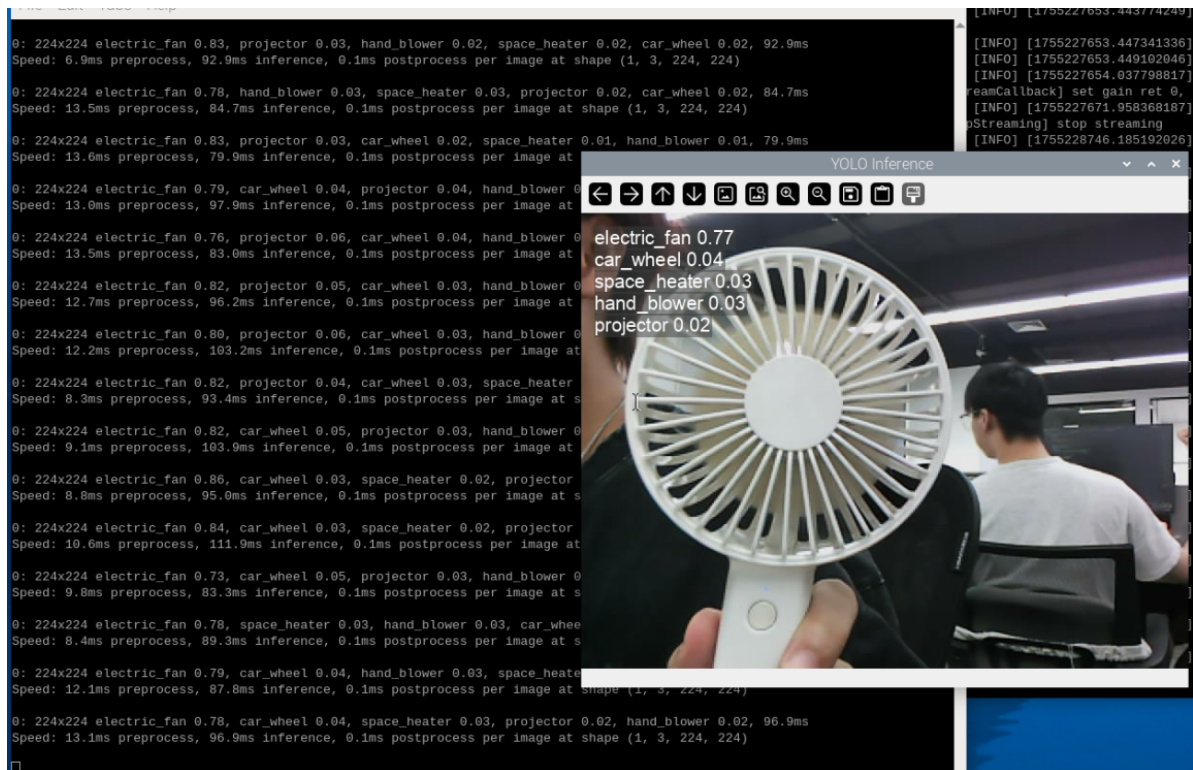 File Edit Tabs Help
0: 224x224 electric_fan 0.83, projector 0.03, hand_blower 0.02, space_heater 0.02, car_wheel 0.02, 92.9ms
Speed: 6.9ms preprocess, 92.9ms inference, 0.1ms postprocess per image at shape (1, 3, 224, 224)
0: 224x224 electric_fan 0.78, hand_blower 0.03, space_heater 0.03, projector 0.02, car_wheel 0.02, 84.7ms
Speed: 13.5ms preprocess, 84.7ms inference, 0.1ms postprocess per image at shape (1, 3, 224, 224)
0: 224x224 electric_fan 0.83, projector 0.03, car_wheel 0.02, space_heater 0.01, hand_blower 0.01, 79.9ms
Speed: 13.6ms preprocess, 79.9ms inference, 0.1ms postprocess per image at
0: 224x224 electric_fan 0.79, car_wheel 0.04, projector 0.04, hand_blower 0
Speed: 13.0ms preprocess, 97.9ms inference, 0.1ms postprocess per image at
0: 224x224 electric_fan 0.76, projector 0.06, car_wheel 0.04, hand_blower 0
Speed: 13.5ms preprocess, 83.0ms inference, 0.1ms postprocess per image at
0: 224x224 electric_fan 0.82, projector 0.05, car_wheel 0.03, hand_blower 0
Speed: 12.7ms preprocess, 96.2ms inference, 0.1ms postprocess per image at
0: 224x224 electric_fan 0.80, projector 0.06, car_wheel 0.03, hand_blower 0
Speed: 12.2ms preprocess, 103.2ms inference, 0.1ms postprocess per image at
0: 224x224 electric_fan 0.82, projector 0.04, car_wheel 0.03, space_heater
Speed: 8.3ms preprocess, 93.4ms inference, 0.1ms postprocess per image at s
0: 224x224 electric_fan 0.82, car_wheel 0.05, projector 0.03, hand_blower 0
Speed: 9.1ms preprocess, 103.9ms inference, 0.1ms postprocess per image at
0: 224x224 electric_fan 0.86, car_wheel 0.03, space_heater 0.02, projector
Speed: 8.8ms preprocess, 95.0ms inference, 0.1ms postprocess per image at s
0: 224x224 electric_fan 0.84, car_wheel 0.03, space_heater 0.02, projector
Speed: 10.6ms preprocess, 111.9ms inference, 0.1ms postprocess per image at
0: 224x224 electric_fan 0.73, car_wheel 0.05, projector 0.03, hand_blower 0
Speed: 9.8ms preprocess, 83.3ms inference, 0.1ms postprocess per image at s
0: 224x224 electric_fan 0.78, space_heater 0.03, hand_blower 0.03, car_whee
Speed: 8.4ms preprocess, 89.3ms inference, 0.1ms postprocess per image at s
0: 224x224 electric_fan 0.79, car_wheel 0.04, hand_blower 0.03, space_heate
Speed: 12.1ms preprocess, 87.8ms inference, 0.1ms postprocess per image at shape (1, 3, 224, 224)
0: 224x224 electric_fan 0.78, car_wheel 0.04, space_heater 0.03, projector 0.02, hand_blower 0.02, 96.9ms
Speed: 13.1ms preprocess, 96.9ms inference, 0.1ms postprocess per image at shape (1, 3, 224, 224)
[INFO] [1755227653.443774249]
[INFO] [1755227653.447341336]
[INFO] [1755227653.449102046]
[INFO] [1755227654.037798817]
reamCallback] set gain ret 0,
[INFO] [1755227671.958368187]
pStreaming] stop streaming
[INFO] [1755228746.185192026]
YOLO Inference
electric_fan 0.77
car_wheel 0.04
space_heater 0.03
hand_blower 0.03
projector 0.02